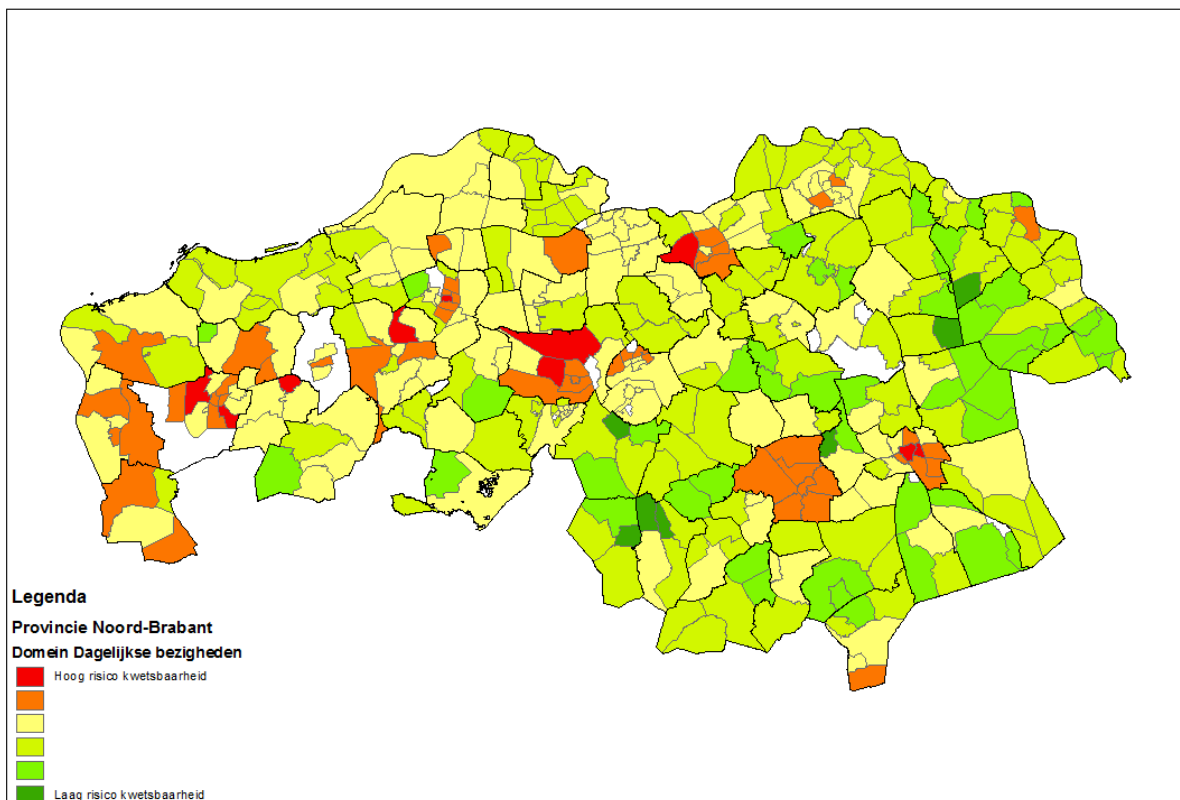 Legenda
Provincie Noord-Brabant
Domein Dagelijkse bezigheden
Hoog risico kwetsbaarheid
Laag risico kwetsbaarheid